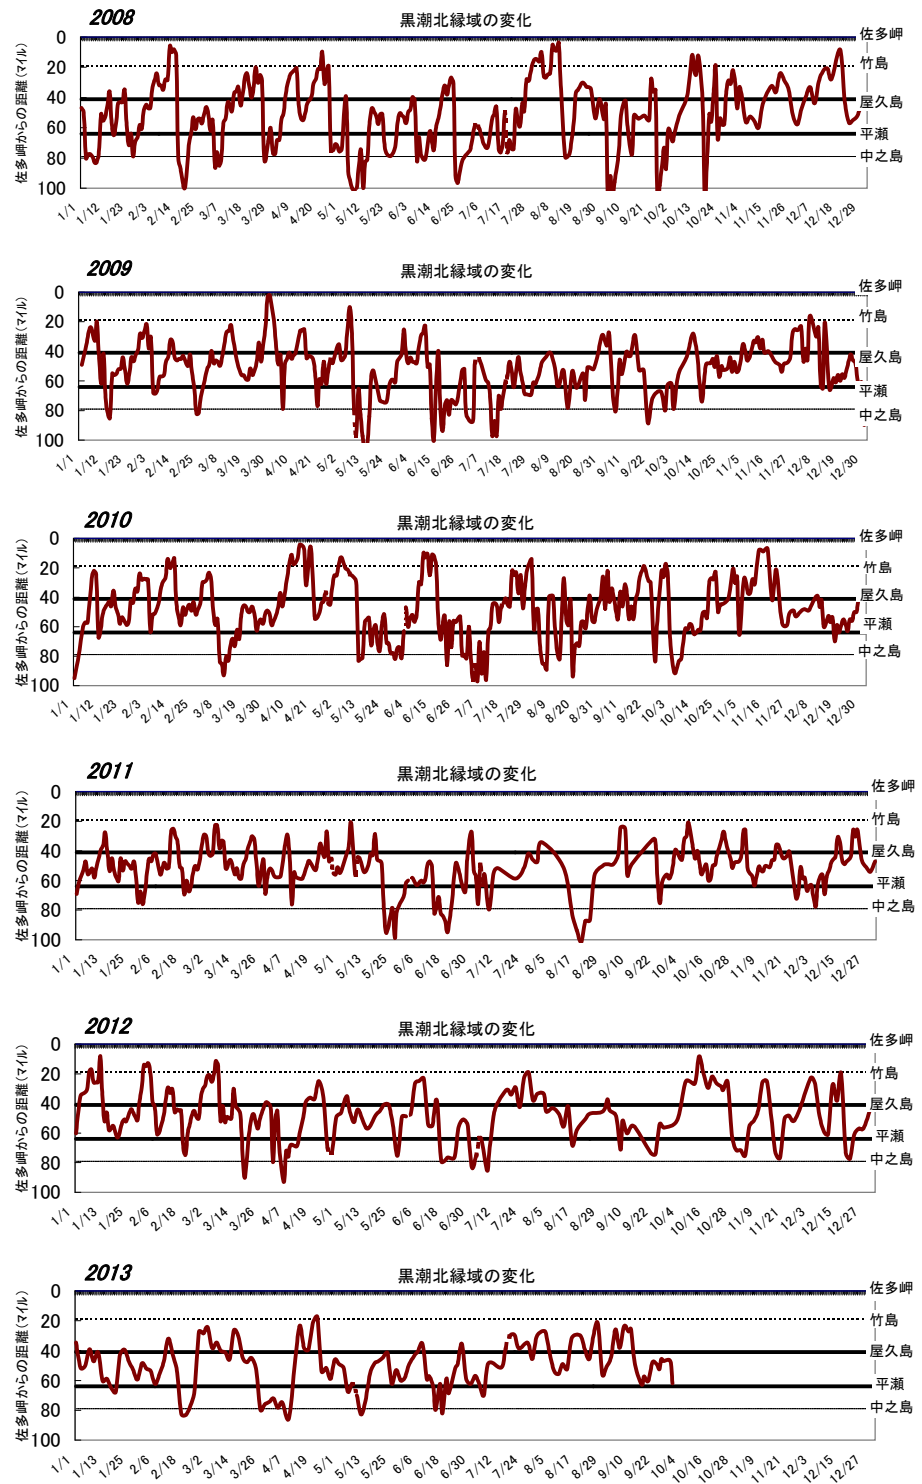 2008 黒潮北縁域の変化
佐多岬からの距離(マイル)
0
20
40
60
80
100
佐多岬
竹島
屋久島
平瀬
中之島
1/1 1/12 1/23 2/3 2/14 2/25 3/7 3/18 3/29 4/9 4/20 5/1 5/12 5/23 6/3 6/14 6/25 7/6 7/17 7/28 8/8 8/19 8/30 9/10 9/21 10/2 10/13 10/24 11/4 11/15 11/26 12/7 12/18 12/29
2009 黒潮北縁域の変化
佐多岬からの距離(マイル)
0
20
40
60
80
100
佐多岬
竹島
屋久島
平瀬
中之島
1/1 1/12 1/23 2/3 2/14 2/25 3/8 3/19 3/30 4/10 4/21 5/2 5/13 5/24 6/4 6/15 6/26 7/7 7/18 7/29 8/9 8/20 8/31 9/11 9/22 10/3 10/14 10/25 11/5 11/16 11/27 12/8 12/19 12/30
2010 黒潮北縁域の変化
佐多岬からの距離(マイル)
0
20
40
60
80
100
佐多岬
竹島
屋久島
平瀬
中之島
1/1 1/12 1/23 2/3 2/14 2/25 3/8 3/19 3/30 4/10 4/21 5/2 5/13 5/24 6/4 6/15 6/26 7/7 7/18 7/29 8/9 8/20 8/31 9/11 9/22 10/3 10/14 10/25 11/5 11/16 11/27 12/8 12/19 12/30
2011 黒潮北縁域の変化
佐多岬からの距離(マイル)
0
20
40
60
80
100
佐多岬
竹島
屋久島
平瀬
中之島
1/1 1/13 1/25 2/6 2/18 3/2 3/14 3/26 4/7 4/19 5/1 5/13 5/25 6/6 6/18 6/30 7/12 7/24 8/5 8/17 8/29 9/10 9/22 10/4 10/16 10/28 11/9 11/21 12/3 12/15 12/27
2012 黒潮北縁域の変化
佐多岬からの距離(マイル)
0
20
40
60
80
100
佐多岬
竹島
屋久島
平瀬
中之島
1/1 1/13 1/25 2/6 2/18 3/2 3/14 3/26 4/7 4/19 5/1 5/13 5/25 6/6 6/18 6/30 7/12 7/24 8/5 8/17 8/29 9/10 9/22 10/4 10/16 10/28 11/9 11/21 12/3 12/15 12/27
2013 黒潮北縁域の変化
佐多岬からの距離(マイル)
0
20
40
60
80
100
佐多岬
竹島
屋久島
平瀬
中之島
1/1 1/13 1/25 2/6 2/18 3/2 3/14 3/26 4/7 4/19 5/1 5/13 5/25 6/6 6/18 6/30 7/12 7/24 8/5 8/17 8/29 9/10 9/22 10/4 10/16 10/28 11/9 11/21 12/3 12/15 12/27